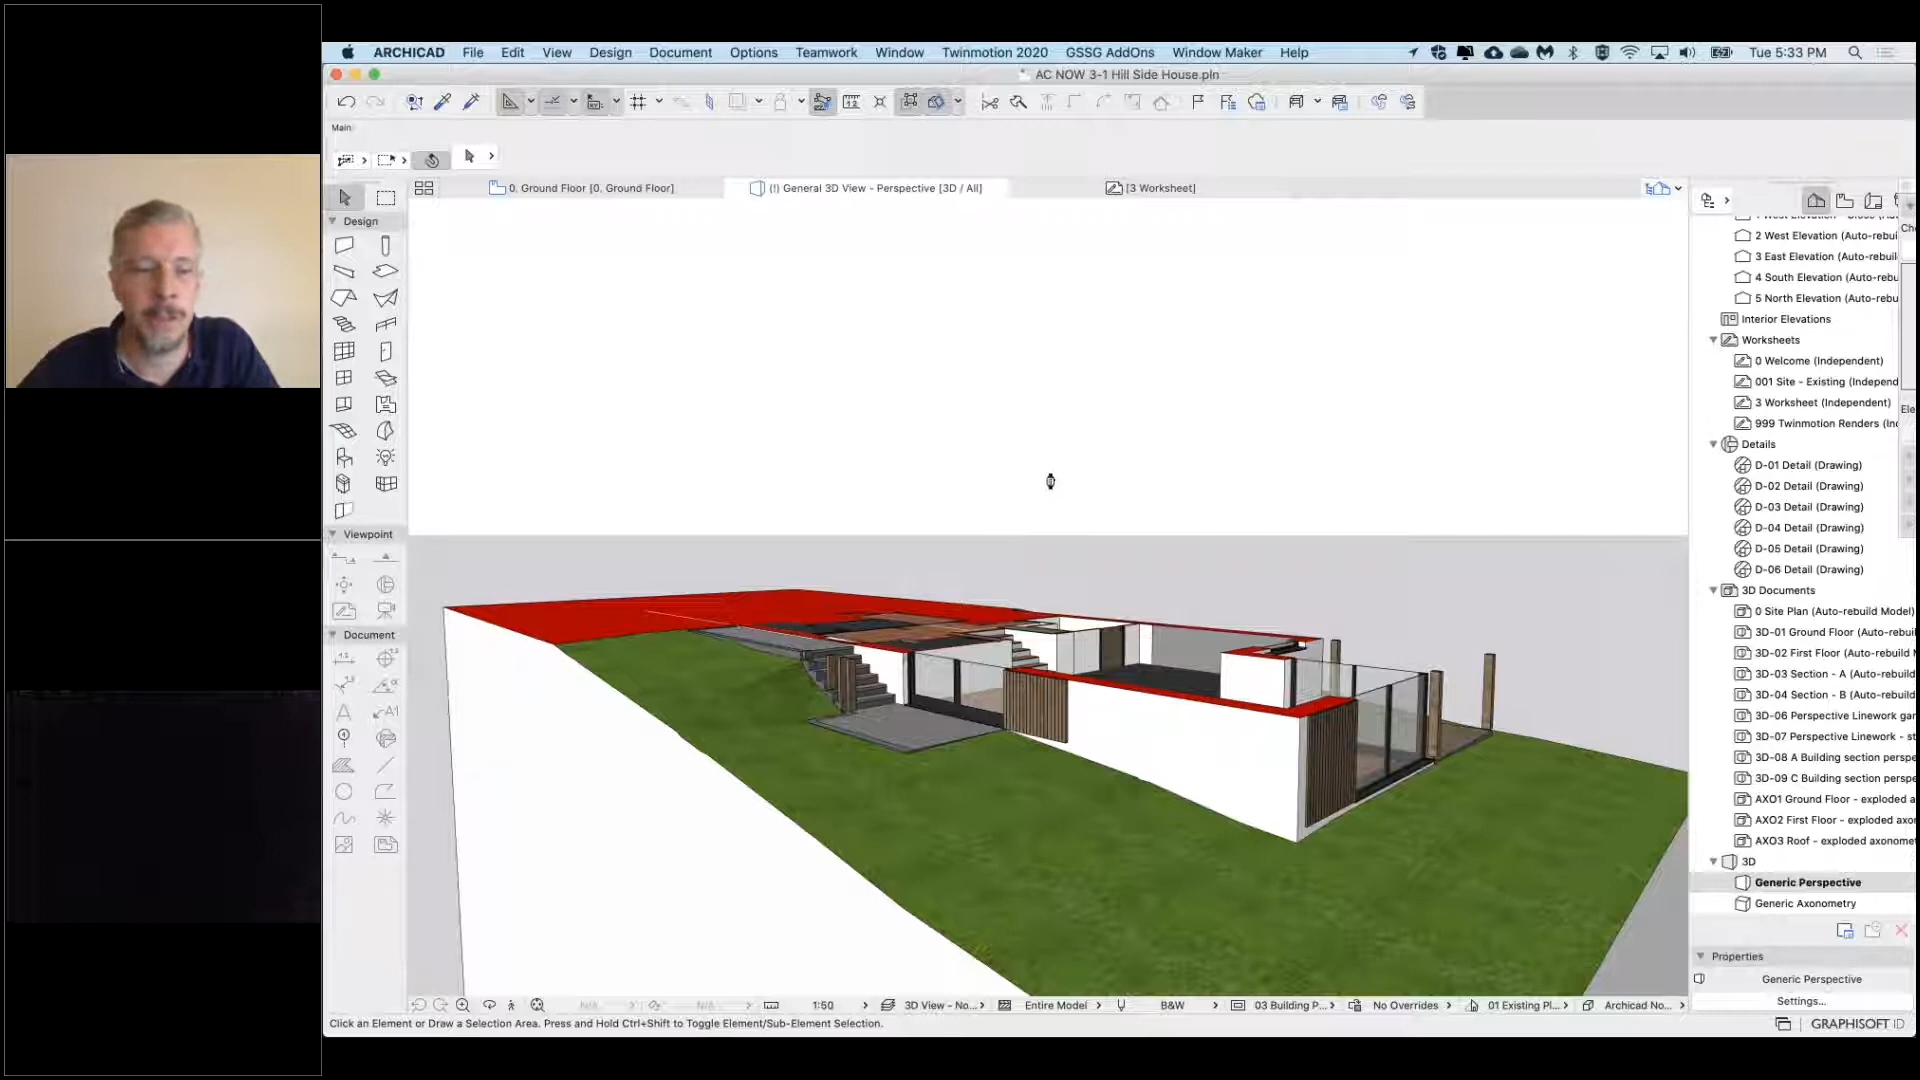 ARCHICAD File Edit View Design Document Options Teamwork Window Twinmotion 2020 GSSG AddOns Window Maker Help Tue 5:33 PM
AC NOW 3-1 Hill Side House.pln
Main:
0. Ground Floor [0. Ground Floor]
(!) General 3D View - Perspective [3D / All]
[3 Worksheet]
Design
Viewpoint
Document
2 West Elevation (Auto-rebui
3 East Elevation (Auto-rebuil
4 South Elevation (Auto-rebu
5 North Elevation (Auto-rebu
Interior Elevations
Worksheets
0 Welcome (Independent)
001 Site - Existing (Independ
3 Worksheet (Independent)
999 Twinmotion Renders (Inc
Details
D-01 Detail (Drawing)
D-02 Detail (Drawing)
D-03 Detail (Drawing)
D-04 Detail (Drawing)
D-05 Detail (Drawing)
D-06 Detail (Drawing)
3D Documents
0 Site Plan (Auto-rebuild Model)
3D-01 Ground Floor (Auto-rebuild
3D-02 First Floor (Auto-rebuild M
3D-03 Section - A (Auto-rebuild
3D-04 Section - B (Auto-rebuild
3D-06 Perspective Linework gar
3D-07 Perspective Linework - st
3D-08 A Building section perspe
3D-09 C Building section perspe
AXO1 Ground Floor - exploded a
AXO2 First Floor - exploded axo
AXO3 Roof - exploded axonomet
3D
Generic Perspective
Generic Axonometry
Properties
Generic Perspective
Settings...
N/A N/A 1:50 3D View - No... Entire Model B&W 03 Building P... No Overrides 01 Existing Pl... Archicad No...
Click an Element or Draw a Selection Area. Press and Hold Ctrl+Shift to Toggle Element/Sub-Element Selection.
GRAPHISOFT ID